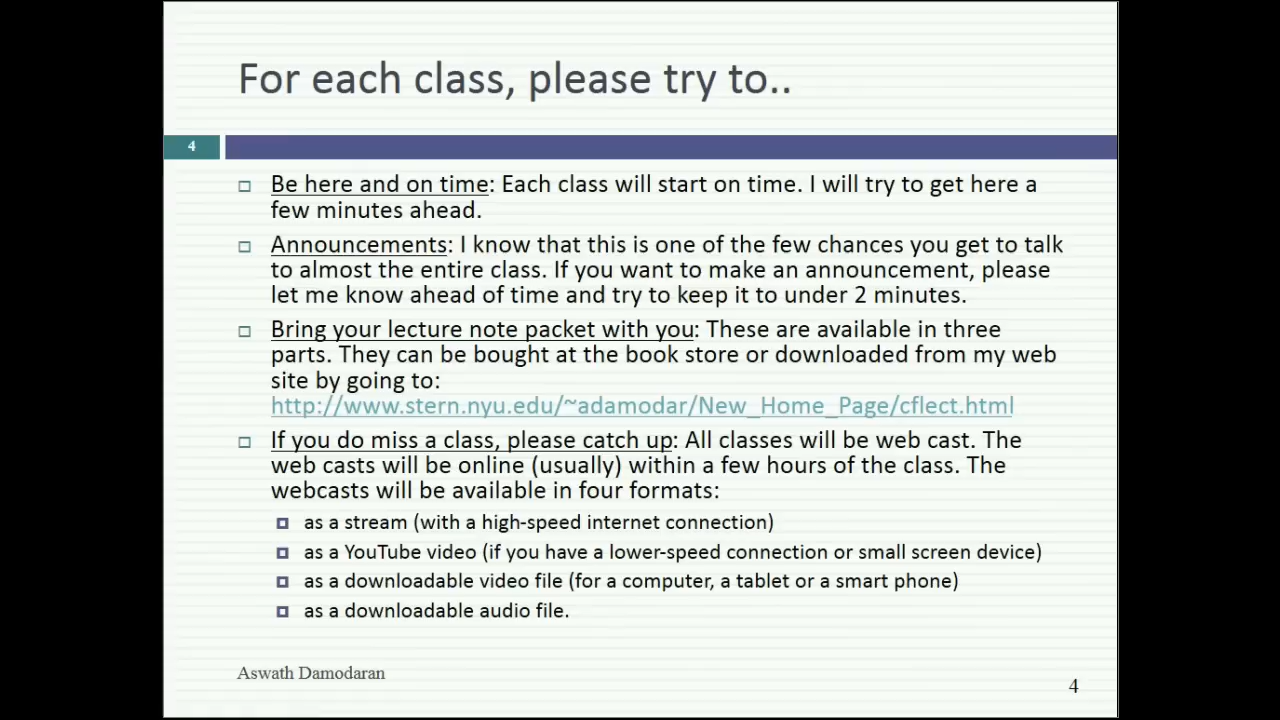 For each class, please try to..
4
Be here and on time: Each class will start on time. I will try to get here a
few minutes ahead.
Announcements: I know that this is one of the few chances you get to talk
to almost the entire class. If you want to make an announcement, please
let me know ahead of time and try to keep it to under 2 minutes.
Bring your lecture note packet with you: These are available in three
parts. They can be bought at the book store or downloaded from my web
site by going to:
http://www.stern.nyu.edu/~adamodar/New_Home_Page/cflect.html
If you do miss a class, please catch up: All classes will be web cast. The
web casts will be online (usually) within a few hours of the class. The
webcasts will be available in four formats:
as a stream (with a high-speed internet connection)
as a YouTube video (if you have a lower-speed connection or small screen device)
as a downloadable video file (for a computer, a tablet or a smart phone)
as a downloadable audio file.
Aswath Damodaran
4